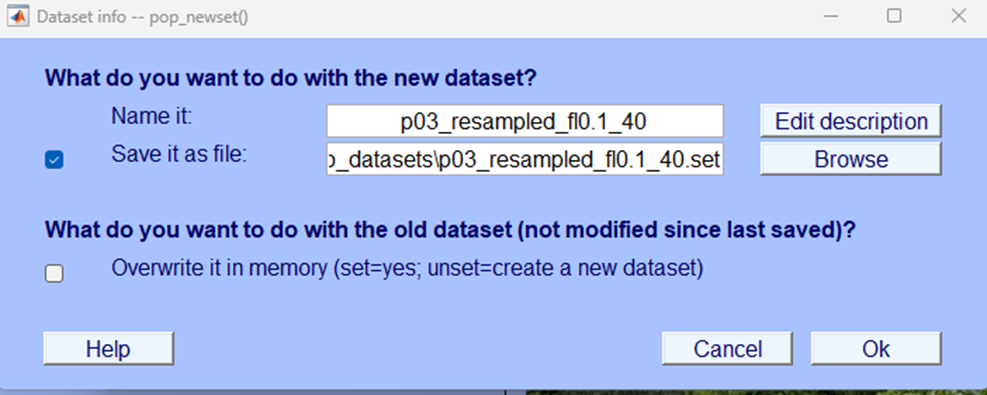 Dataset info -- pop_newset()
What do you want to do with the new dataset?
Name it:
p03_resampled_fl0.1_40
Edit description
Save it as file:
p_datasets\p03_resampled_fl0.1_40.set
Browse
What do you want to do with the old dataset (not modified since last saved)?
Overwrite it in memory (set=yes; unset=create a new dataset)
Help
Cancel
Ok